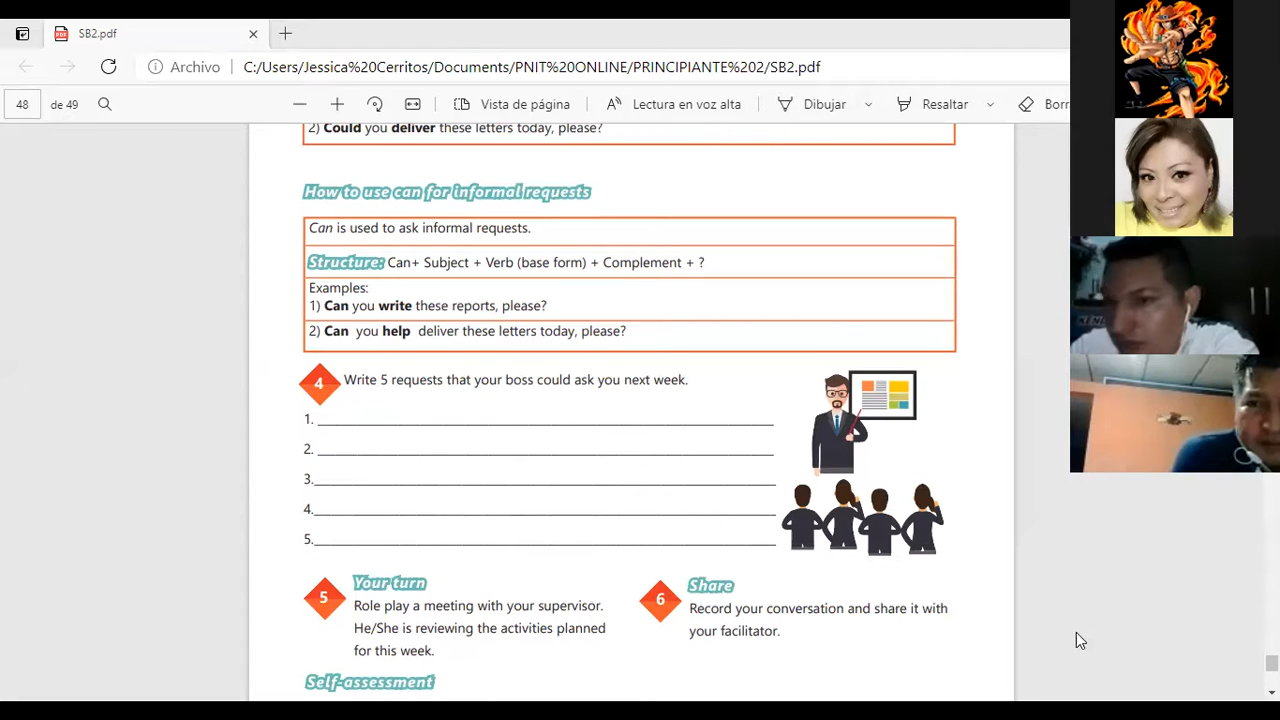 SB2.pdf
Archivo
C:/Users/Jessica%20Cerritos/Documents/PNIT%20ONLINE/PRINCIPIANTE%202/SB2.pdf
48 de 49
Vista de página
Lectura en voz alta
Dibujar
Resaltar
2) Could you deliver these letters today, please?
How to use can for informal requests
Can is used to ask informal requests.
Structure: Can+ Subject + Verb (base form) + Complement + ?
Examples:
1) Can you write these reports, please?
2) Can you help deliver these letters today, please?
4 Write 5 requests that your boss could ask you next week.
1.
2.
3.
4.
5.
5 Your turn
Role play a meeting with your supervisor.
He/She is reviewing the activities planned
for this week.
6 Share
Record your conversation and share it with
your facilitator.
Self-assessment